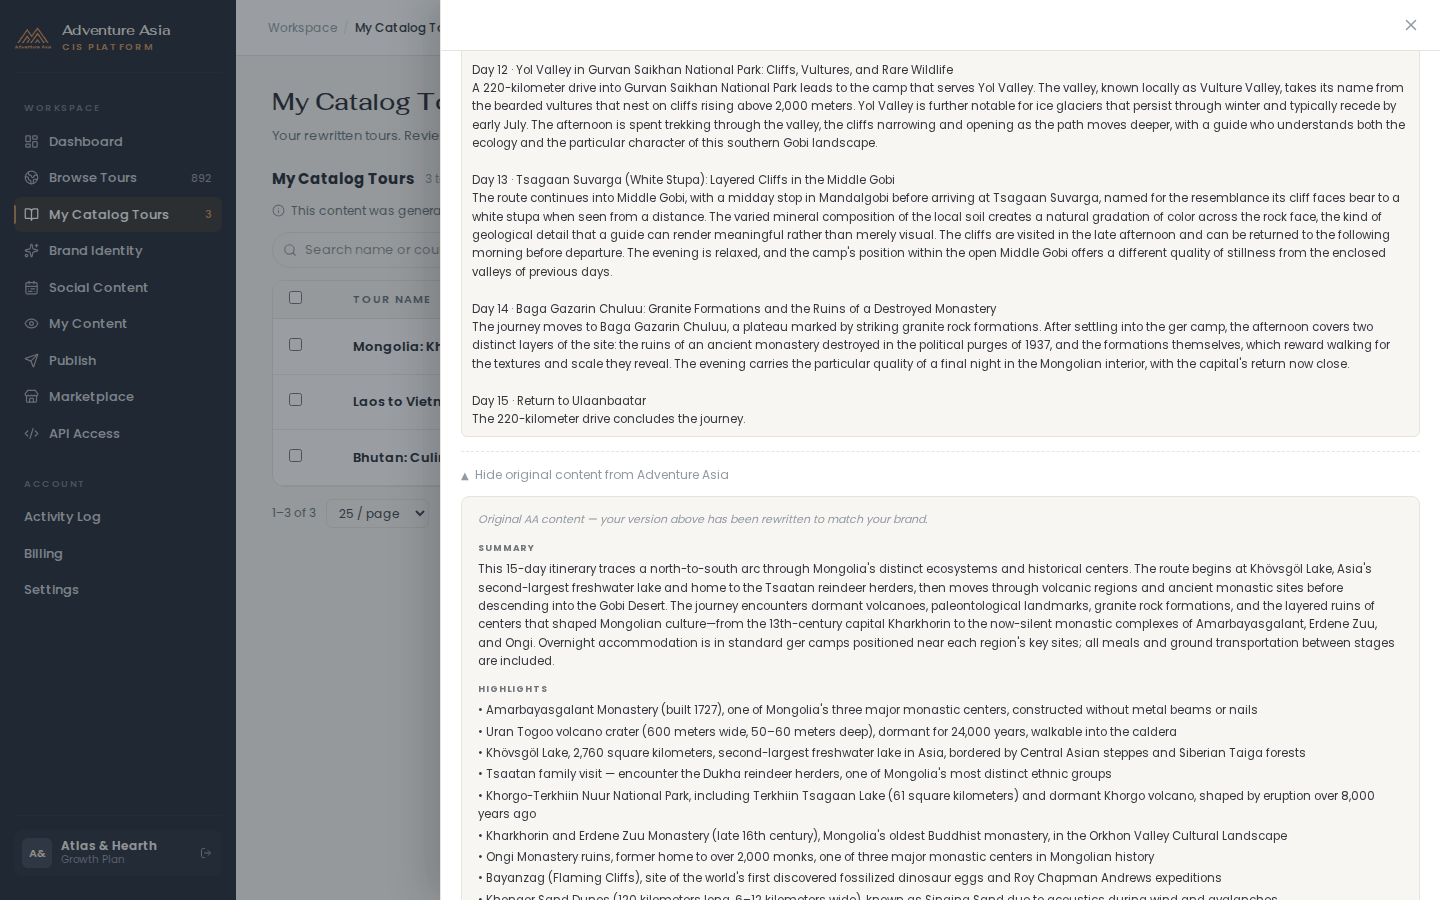 Adventure Asia
Adventure Asia
CIS PLATFORM
WORKSPACE
Dashboard
Browse Tours 892
My Catalog Tours 3
Brand Identity
Social Content
My Content
Publish
Marketplace
API Access
ACCOUNT
Activity Log
Billing
Settings
A& Atlas & Hearth
Growth Plan
Workspace / My Catalog To
My Catalog To
Your rewritten tours. Revie
My Catalog Tours 3 t
This content was genera
Search name or cou
TOUR NAME
Mongolia: Kh
Laos to Vietn
Bhutan: Culin
1–3 of 3 25 / page
Day 12 · Yol Valley in Gurvan Saikhan National Park: Cliffs, Vultures, and Rare Wildlife
A 220-kilometer drive into Gurvan Saikhan National Park leads to the camp that serves Yol Valley. The valley, known locally as Vulture Valley, takes its name from
the bearded vultures that nest on cliffs rising above 2,000 meters. Yol Valley is further notable for ice glaciers that persist through winter and typically recede by
early July. The afternoon is spent trekking through the valley, the cliffs narrowing and opening as the path moves deeper, with a guide who understands both the
ecology and the particular character of this southern Gobi landscape.
Day 13 · Tsagaan Suvarga (White Stupa): Layered Cliffs in the Middle Gobi
The route continues into Middle Gobi, with a midday stop in Mandalgobi before arriving at Tsagaan Suvarga, named for the resemblance its cliff faces bear to a
white stupa when seen from a distance. The varied mineral composition of the local soil creates a natural gradation of color across the rock face, the kind of
geological detail that a guide can render meaningful rather than merely visual. The cliffs are visited in the late afternoon and can be returned to the following
morning before departure. The evening is relaxed, and the camp's position within the open Middle Gobi offers a different quality of stillness from the enclosed
valleys of previous days.
Day 14 · Baga Gazarin Chuluu: Granite Formations and the Ruins of a Destroyed Monastery
The journey moves to Baga Gazarin Chuluu, a plateau marked by striking granite rock formations. After settling into the ger camp, the afternoon covers two
distinct layers of the site: the ruins of an ancient monastery destroyed in the political purges of 1937, and the formations themselves, which reward walking for
the textures and scale they reveal. The evening carries the particular quality of a final night in the Mongolian interior, with the capital's return now close.
Day 15 · Return to Ulaanbaatar
The 220-kilometer drive concludes the journey.
▲ Hide original content from Adventure Asia
Original AA content — your version above has been rewritten to match your brand.
SUMMARY
This 15-day itinerary traces a north-to-south arc through Mongolia's distinct ecosystems and historical centers. The route begins at Khövsgöl Lake, Asia's
second-largest freshwater lake and home to the Tsaatan reindeer herders, then moves through volcanic regions and ancient monastic sites before
descending into the Gobi Desert. The journey encounters dormant volcanoes, paleontological landmarks, granite rock formations, and the layered ruins of
centers that shaped Mongolian culture—from the 13th-century capital Kharkhorin to the now-silent monastic complexes of Amarbayasgalant, Erdene Zuu,
and Ongi. Overnight accommodation is in standard ger camps positioned near each region's key sites; all meals and ground transportation between stages
are included.
HIGHLIGHTS
• Amarbayasgalant Monastery (built 1727), one of Mongolia's three major monastic centers, constructed without metal beams or nails
• Uran Togoo volcano crater (600 meters wide, 50–60 meters deep), dormant for 24,000 years, walkable into the caldera
• Khövsgöl Lake, 2,760 square kilometers, second-largest freshwater lake in Asia, bordered by Central Asian steppes and Siberian Taiga forests
• Tsaatan family visit — encounter the Dukha reindeer herders, one of Mongolia's most distinct ethnic groups
• Khorgo-Terkhiin Nuur National Park, including Terkhiin Tsagaan Lake (61 square kilometers) and dormant Khorgo volcano, shaped by eruption over 8,000
years ago
• Kharkhorin and Erdene Zuu Monastery (late 16th century), Mongolia's oldest Buddhist monastery, in the Orkhon Valley Cultural Landscape
• Ongi Monastery ruins, former home to over 2,000 monks, one of three major monastic centers in Mongolian history
• Bayanzag (Flaming Cliffs), site of the world's first discovered fossilized dinosaur eggs and Roy Chapman Andrews expeditions
• Khongor Sand Dunes (120 kilometers long, 6–12 kilometers wide), known as Singing Sand due to acoustics during wind and avalanches